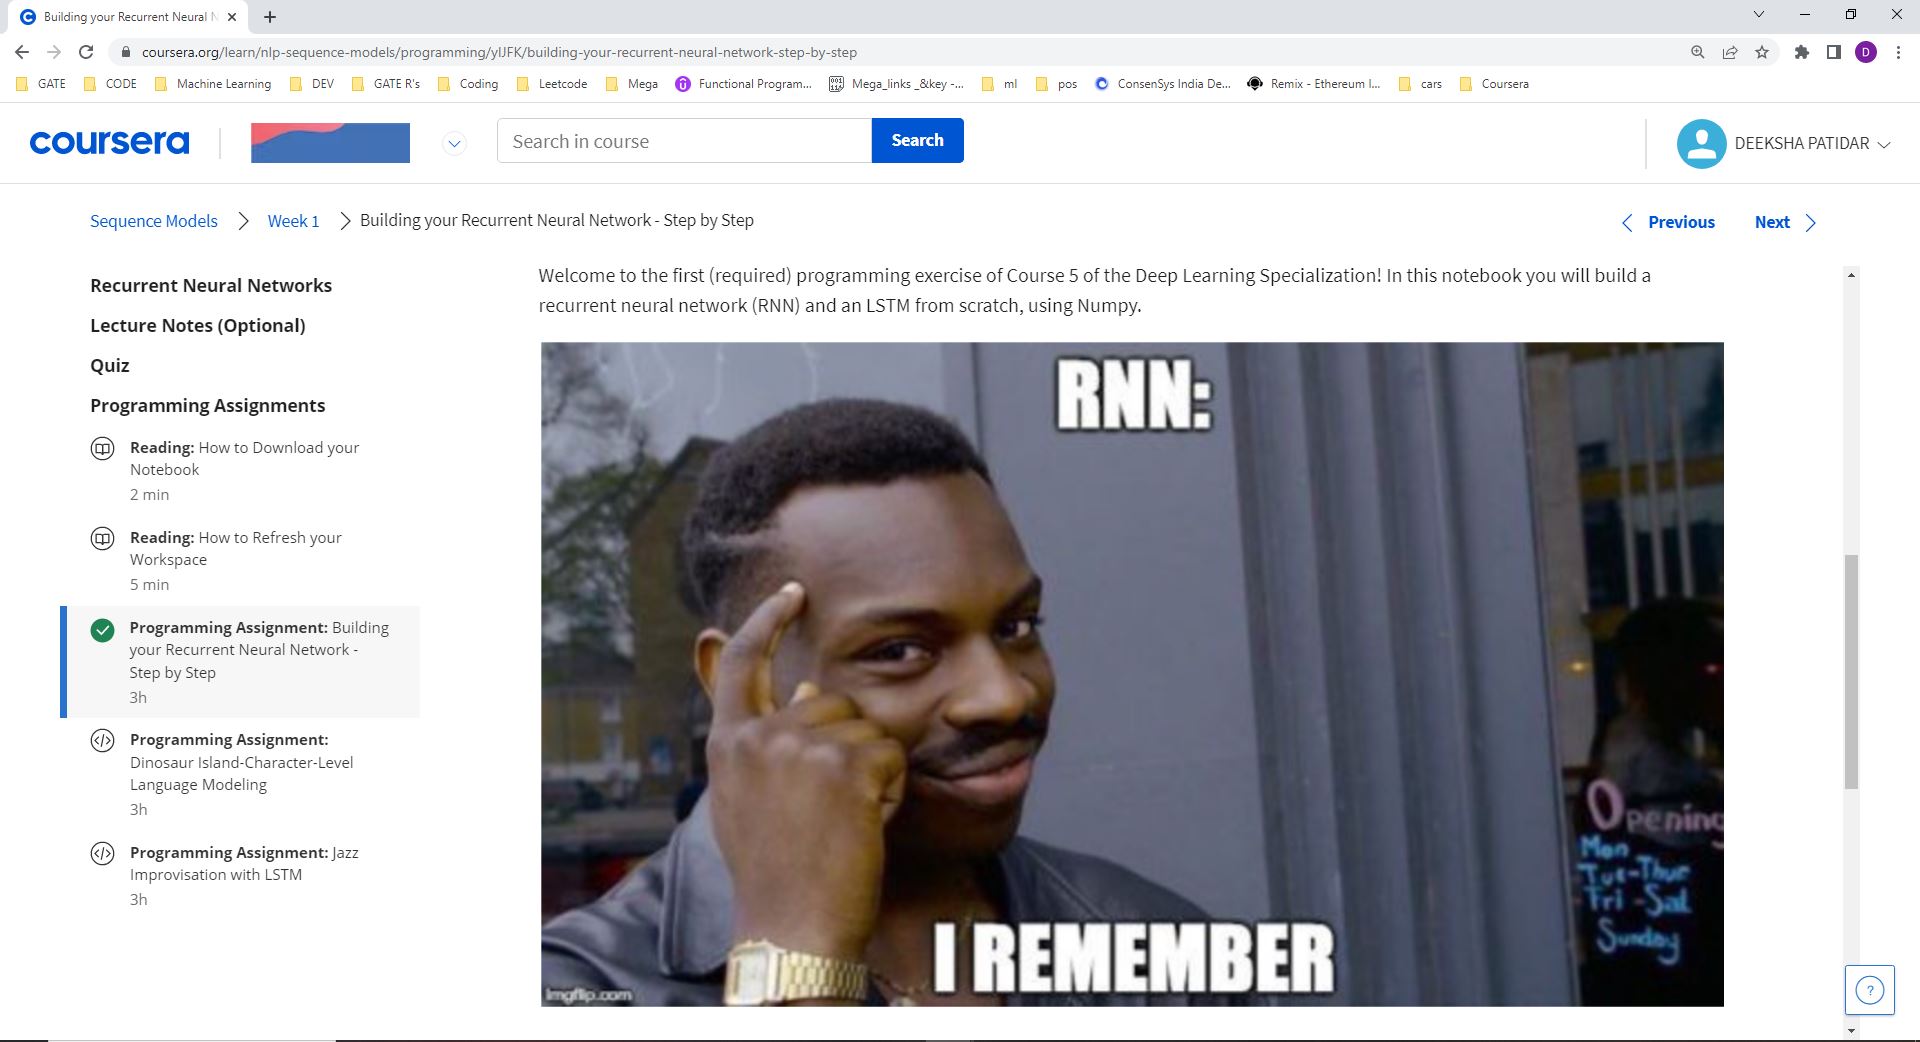 Building your Recurrent Neural N
coursera.org/learn/nlp-sequence-models/programming/yIJFK/building-your-recurrent-neural-network-step-by-step
D
GATE CODE Machine Learning DEV GATE R's Coding Leetcode Mega Functional Program... Mega_links _&key -... ml pos ConsenSys India De... Remix - Ethereum I... cars Coursera
coursera
Search in course
Search
DEEKSHA PATIDAR
Sequence Models Week 1 Building your Recurrent Neural Network - Step by Step
Previous Next
Recurrent Neural Networks
Lecture Notes (Optional)
Quiz
Programming Assignments
Reading: How to Download your
Notebook
2 min
Reading: How to Refresh your
Workspace
5 min
Programming Assignment: Building
your Recurrent Neural Network -
Step by Step
3h
Programming Assignment:
Dinosaur Island-Character-Level
Language Modeling
3h
Programming Assignment: Jazz
Improvisation with LSTM
3h
Welcome to the first (required) programming exercise of Course 5 of the Deep Learning Specialization! In this notebook you will build a
recurrent neural network (RNN) and an LSTM from scratch, using Numpy.
RNN:
Opening
Mon
Tue-Thur
Fri -Sat
Sunday
I REMEMBER
imgflip.com
?